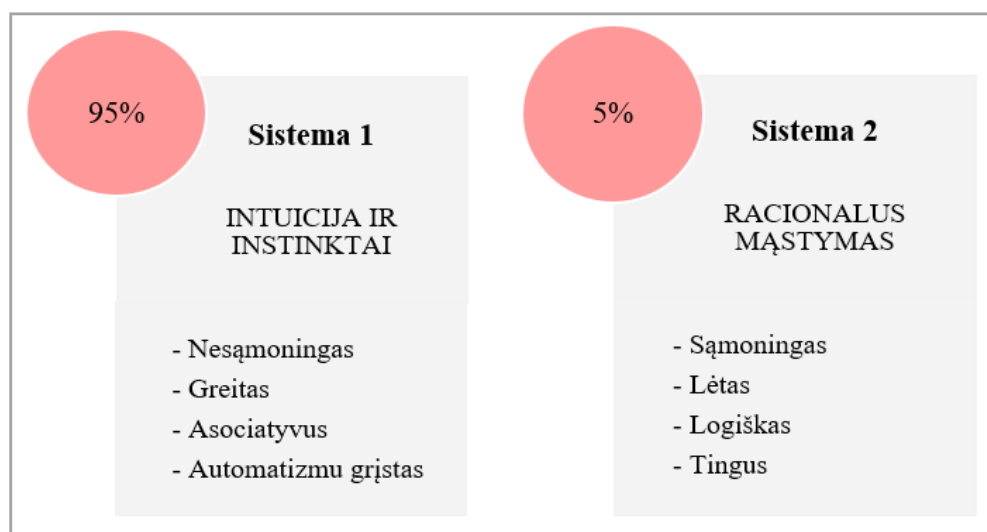 95%
Sistema 1
INTUICIJA IR
INSTINKTAI
- Nesąmoningas
- Greitas
- Asociatyvus
- Automatizmu grįstas
5%
Sistema 2
RACIONALUS
MĄSTYMAS
- Sąmoningas
- Lėtas
- Logiškas
- Tingus